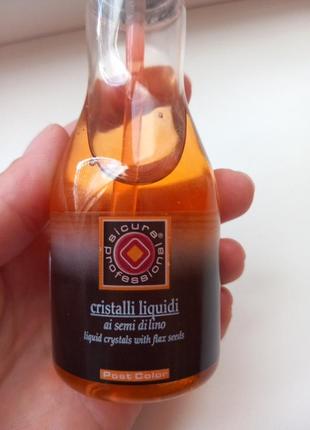 sicura®
professional
cristalli liquidi
ai semi di lino
liquid crystals with flax seeds
Post Color